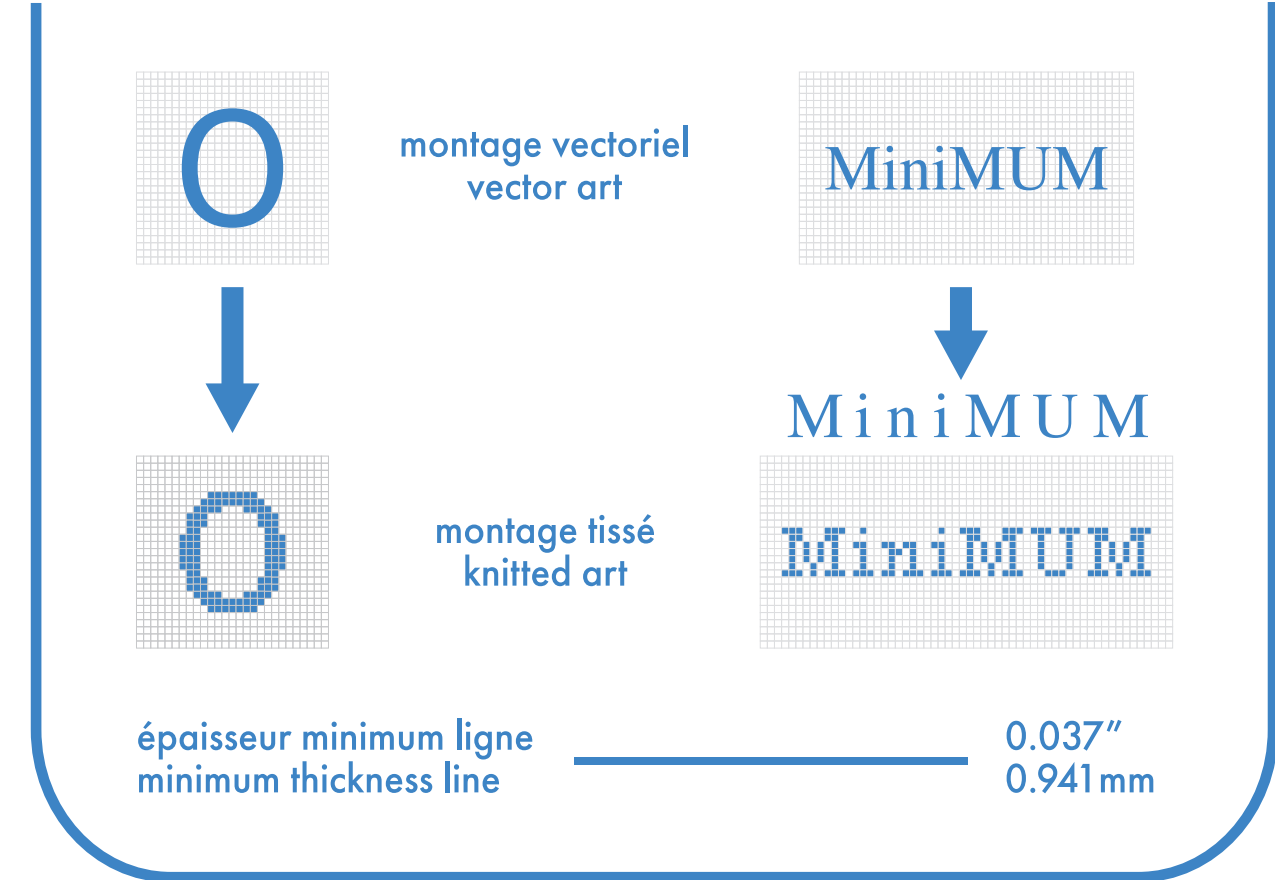 O
montage vectoriel
vector art
MiniMUM
MiniMUM
O
montage tissé
knitted art
MiniMUM
épaisseur minimum ligne
minimum thickness line
0.037″
0.941mm